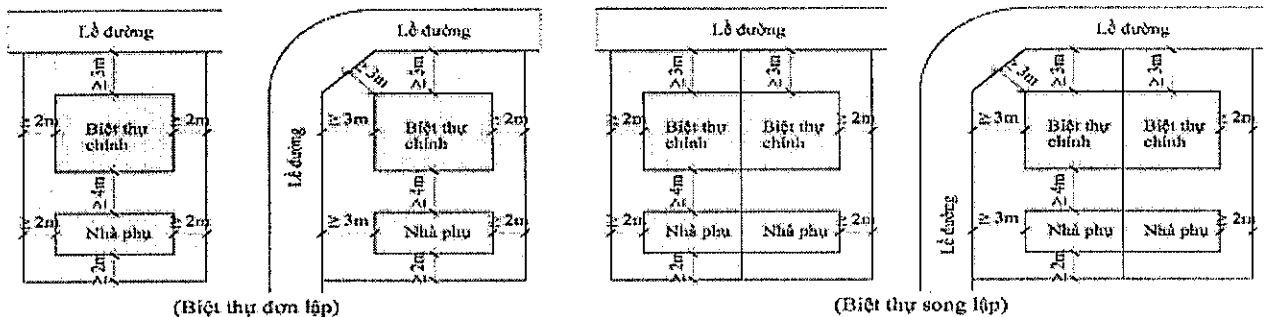 Lề đường
≥ 3m
≥ 2m
Biệt thự
chính
≥ 2m
≥ 4m
≥ 2m
Nhà phụ
≥ 2m
≥ 2m
Lề đường
Lề đường
≥ 3m
≥ 3m
≥ 3m
Biệt thự
chính
≥ 2m
≥ 4m
≥ 3m
Nhà phụ
≥ 2m
≥ 2m
(Biệt thự đơn lập)
Lề đường
≥ 3m
≥ 3m
≥ 2m
Biệt thự
chính
Biệt thự
chính
≥ 2m
≥ 4m
≥ 2m
Nhà phụ
Nhà phụ
≥ 2m
≥ 2m
Lề đường
Lề đường
≥ 3m
≥ 3m
≥ 3m
≥ 3m
Biệt thự
chính
Biệt thự
chính
≥ 2m
≥ 4m
≥ 3m
Nhà phụ
Nhà phụ
≥ 2m
≥ 2m
(Biệt thự song lập)